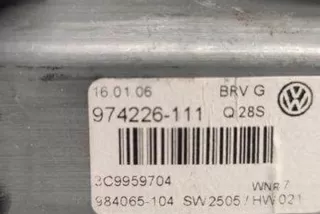 16.01.06 BRV G
974226-111 Q 28S
3C9959704
WNr 7
984065-104 SW 2505 / HW 021